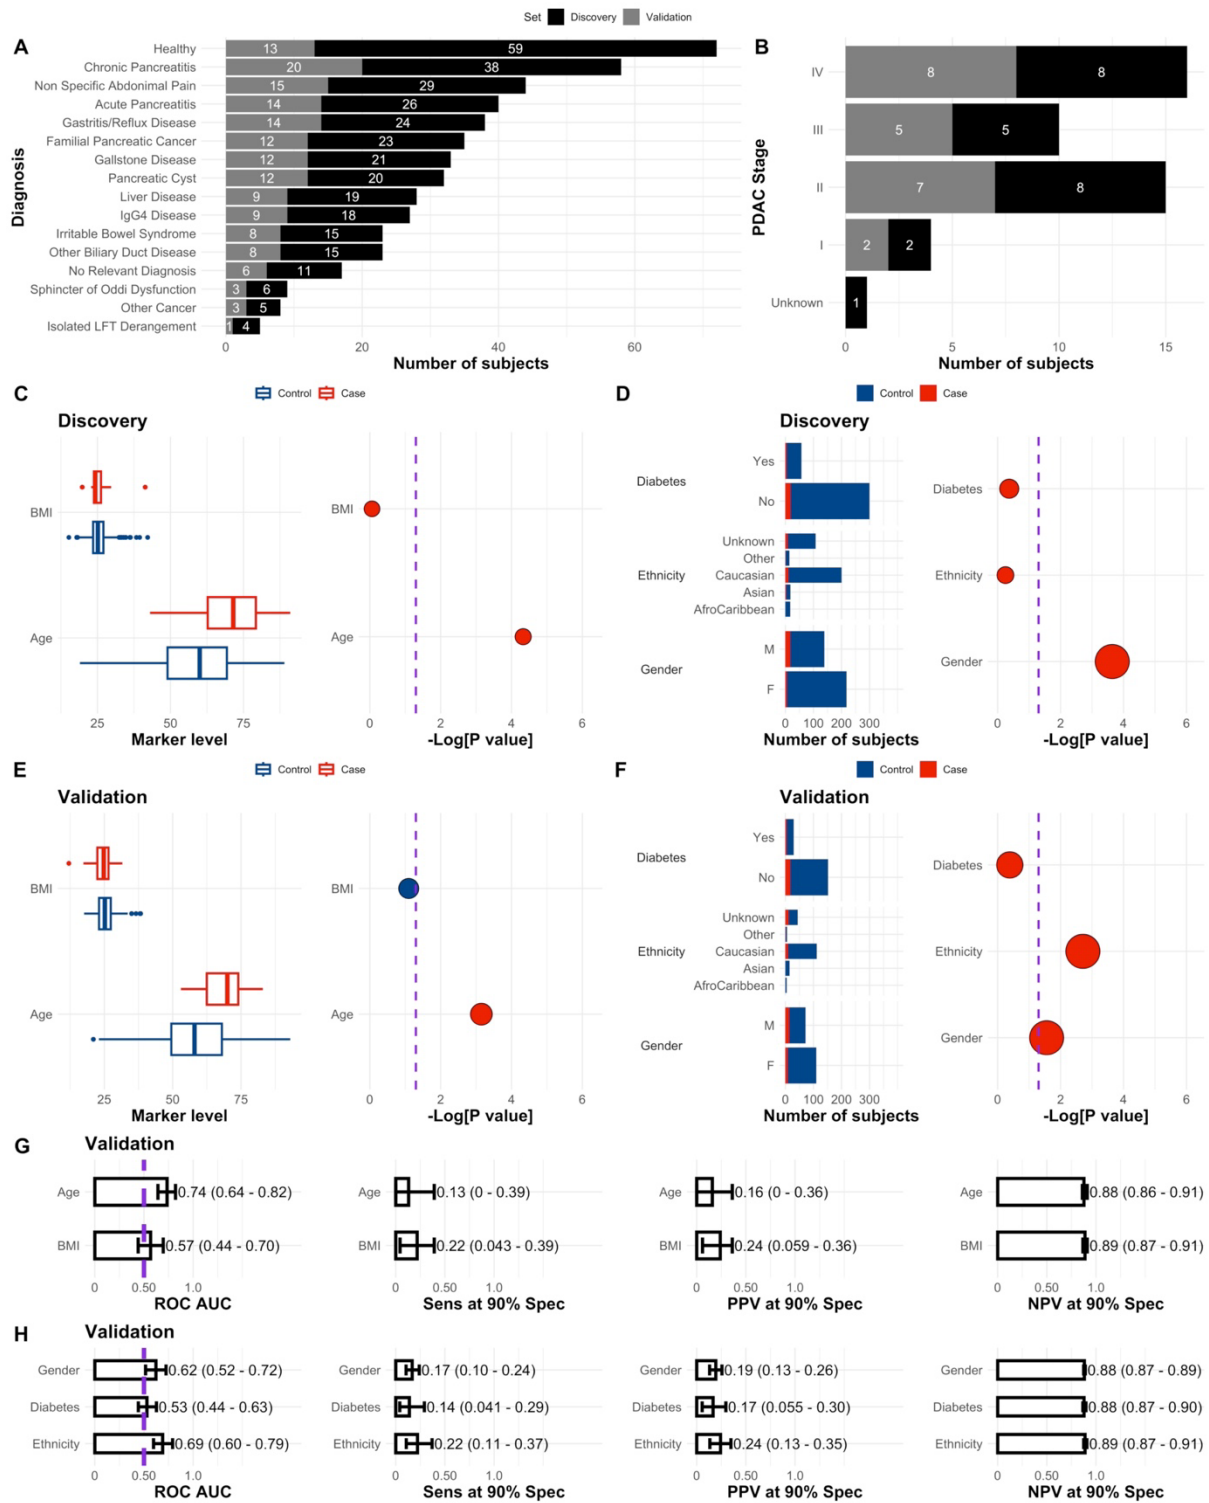 Set Discovery Validation
A
Diagnosis
Healthy 13 59
Chronic Pancreatitis 20 38
Non Specific Abdominal Pain 15 29
Acute Pancreatitis 14 26
Gastritis/Reflux Disease 14 24
Familial Pancreatic Cancer 12 23
Gallstone Disease 12 21
Pancreatic Cyst 12 20
Liver Disease 9 19
IgG4 Disease 9 18
Irritable Bowel Syndrome 8 15
Other Biliary Duct Disease 8 15
No Relevant Diagnosis 6 11
Sphincter of Oddi Dysfunction 3 6
Other Cancer 3 5
Isolated LFT Derangement 1 4
0 20 40 60
Number of subjects
B
PDAC Stage
IV 8 8
III 5 5
II 7 8
I 2 2
Unknown 1
0 5 10 15
Number of subjects
C
Control Case
Discovery
BMI
Age
25 50 75
Marker level
BMI
Age
0 2 4 6
-Log[P value]
D
Control Case
Discovery
Diabetes
Yes
No
Ethnicity
Unknown
Other
Caucasian
Asian
AfroCaribbean
Gender
M
F
0 100 200 300
Number of subjects
Diabetes
Ethnicity
Gender
0 2 4 6
-Log[P value]
E
Control Case
Validation
BMI
Age
25 50 75
Marker level
BMI
Age
0 2 4 6
-Log[P value]
F
Control Case
Validation
Diabetes
Yes
No
Ethnicity
Unknown
Other
Caucasian
Asian
AfroCaribbean
Gender
M
F
0 100 200 300
Number of subjects
Diabetes
Ethnicity
Gender
0 2 4 6
-Log[P value]
G
Validation
Age 0.74 (0.64 - 0.82)
BMI 0.57 (0.44 - 0.70)
0 0.50 1.0
ROC AUC
Age 0.13 (0 - 0.39)
BMI 0.22 (0.043 - 0.39)
0 0.50 1.0
Sens at 90% Spec
Age 0.16 (0 - 0.36)
BMI 0.24 (0.059 - 0.36)
0 0.50 1.0
PPV at 90% Spec
Age 0.88 (0.86 - 0.91)
BMI 0.89 (0.87 - 0.91)
0 0.50 1.0
NPV at 90% Spec
H
Validation
Gender 0.62 (0.52 - 0.72)
Diabetes 0.53 (0.44 - 0.63)
Ethnicity 0.69 (0.60 - 0.79)
0 0.50 1.0
ROC AUC
Gender 0.17 (0.10 - 0.24)
Diabetes 0.14 (0.041 - 0.29)
Ethnicity 0.22 (0.11 - 0.37)
0 0.50 1.0
Sens at 90% Spec
Gender 0.19 (0.13 - 0.26)
Diabetes 0.17 (0.055 - 0.30)
Ethnicity 0.24 (0.13 - 0.35)
0 0.50 1.0
PPV at 90% Spec
Gender 0.88 (0.87 - 0.89)
Diabetes 0.88 (0.87 - 0.90)
Ethnicity 0.89 (0.87 - 0.91)
0 0.50 1.0
NPV at 90% Spec